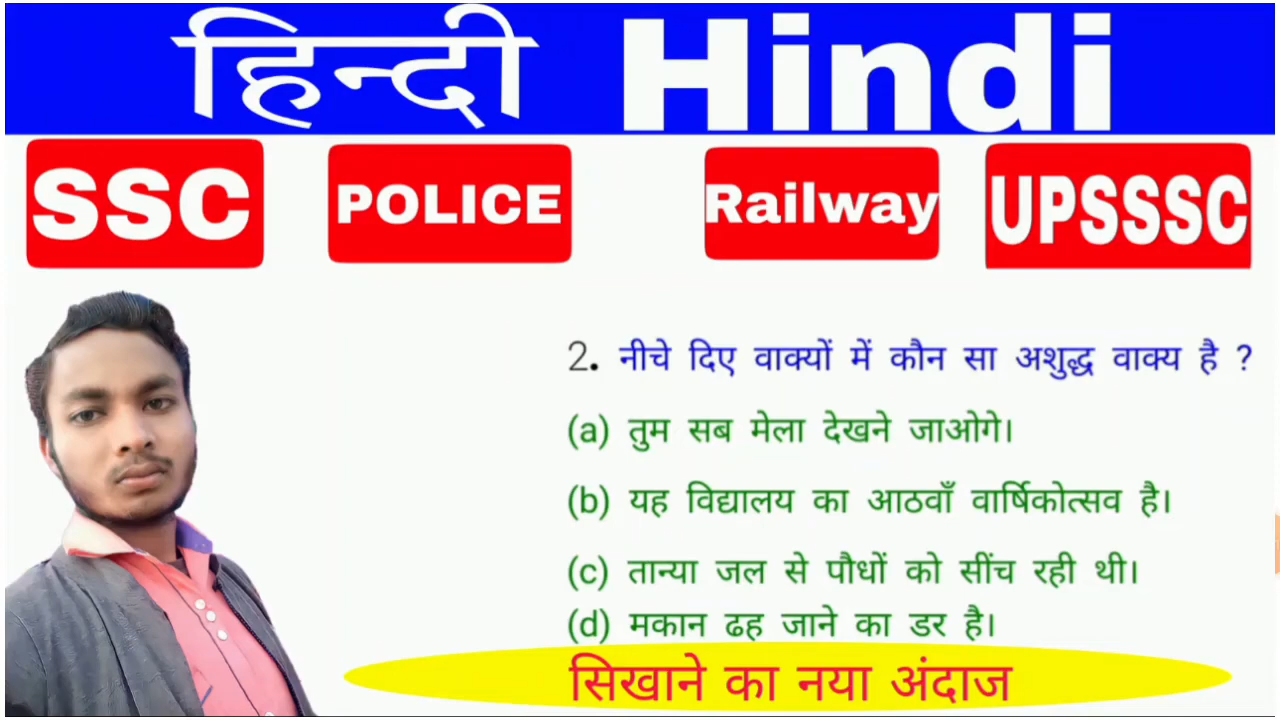 हिन्दी Hindi
SSC POLICE Railway UPSSSC
2. नीचे दिए वाक्यों में कौन सा अशुद्ध वाक्य है ?
(a) तुम सब मेला देखने जाओगे।
(b) यह विद्यालय का आठवाँ वार्षिकोत्सव है।
(c) तान्या जल से पौधों को सींच रही थी।
(d) मकान ढह जाने का डर है।
सिखाने का नया अंदाज